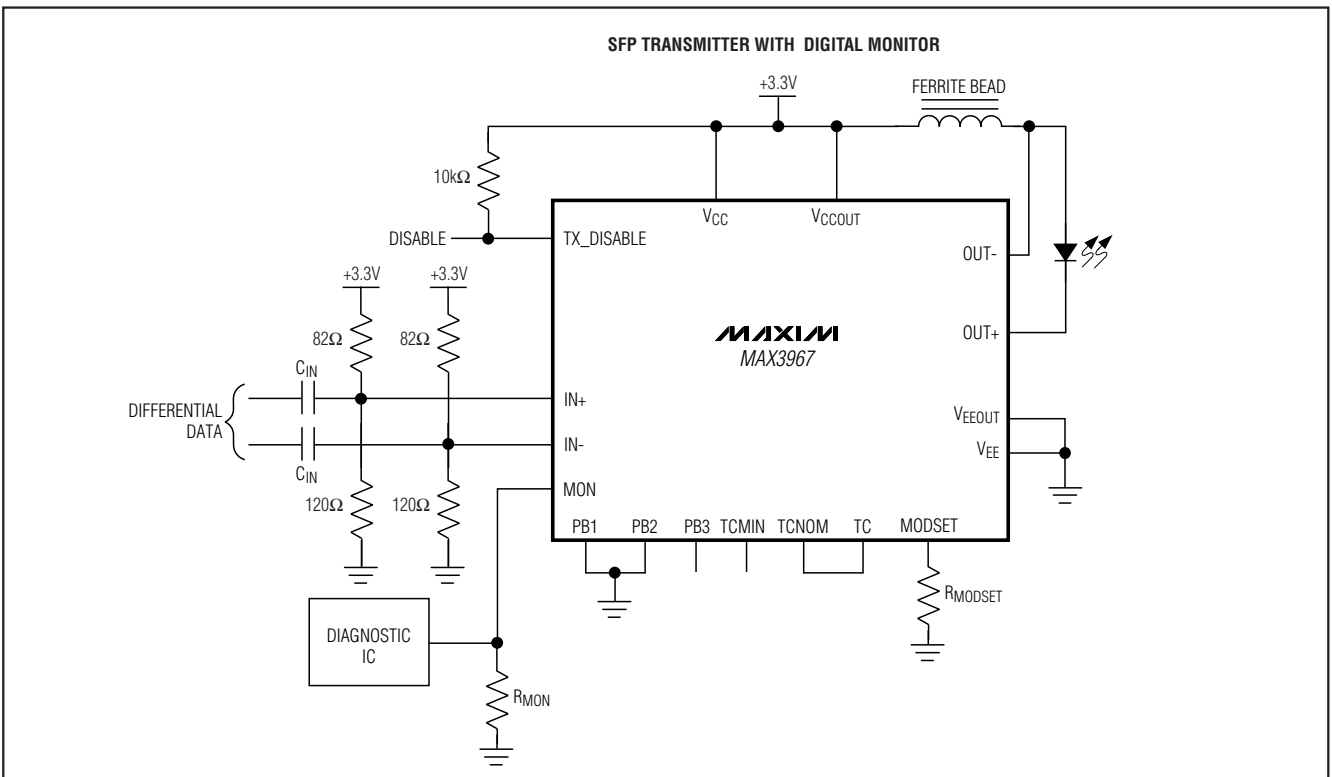 SFP TRANSMITTER WITH DIGITAL MONITOR
+3.3V
FERRITE BEAD
10kΩ
VCC
VCCOUT
DISABLE
TX_DISABLE
OUT-
+3.3V
+3.3V
82Ω
82Ω
MAXIM
MAX3967
OUT+
CIN
DIFFERENTIAL
DATA
IN+
IN-
CIN
VEEOUT
VEE
120Ω
120Ω
MON
PB1
PB2
PB3
TCMIN
TCNOM
TC
MODSET
RMODSET
DIAGNOSTIC
IC
RMON